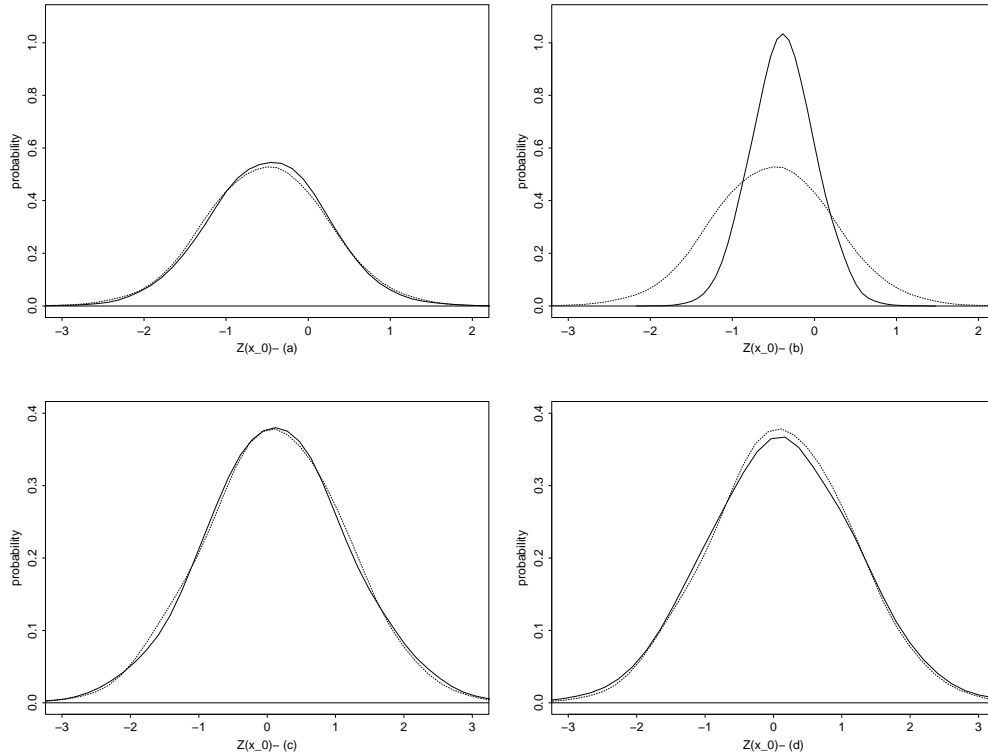 probability
0.0 0.2 0.4 0.6 0.8 1.0
−3 −2 −1 0 1 2
Z(x_0)− (a)
probability
0.0 0.2 0.4 0.6 0.8 1.0
−3 −2 −1 0 1 2
Z(x_0)− (b)
probability
0.0 0.1 0.2 0.3 0.4
−3 −2 −1 0 1 2 3
Z(x_0)− (c)
probability
0.0 0.1 0.2 0.3 0.4
−3 −2 −1 0 1 2 3
Z(x_0)− (d)